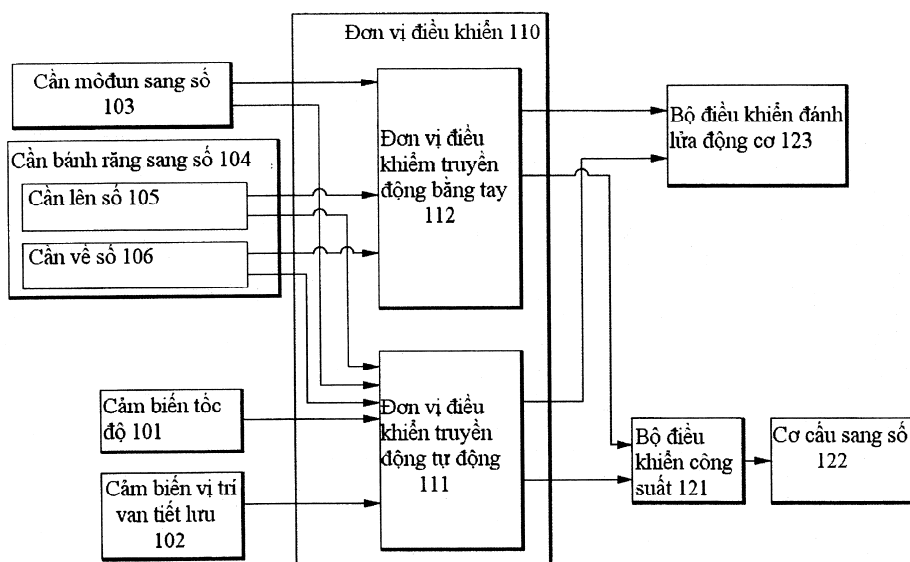 Đơn vị điều khiển 110
Cần môđun sang số
103
Cần bánh răng sang số 104
Cần lên số 105
Cần về số 106
Đơn vị điều
khiểm truyền
động bằng tay
112
Bộ điều khiển đánh
lửa động cơ 123
Cảm biến tốc
độ 101
Cảm biến vị trí
van tiết lưu
102
Đơn vị điều
khiển truyền
động tự động
111
Bộ điều
khiển công
suất 121
Cơ cấu sang số
122